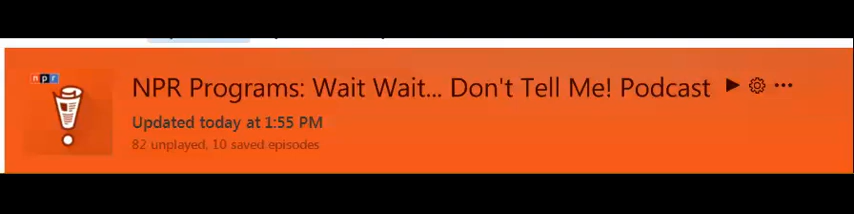 npr
NPR Programs: Wait Wait... Don't Tell Me! Podcast
Updated today at 1:55 PM
82 unplayed, 10 saved episodes